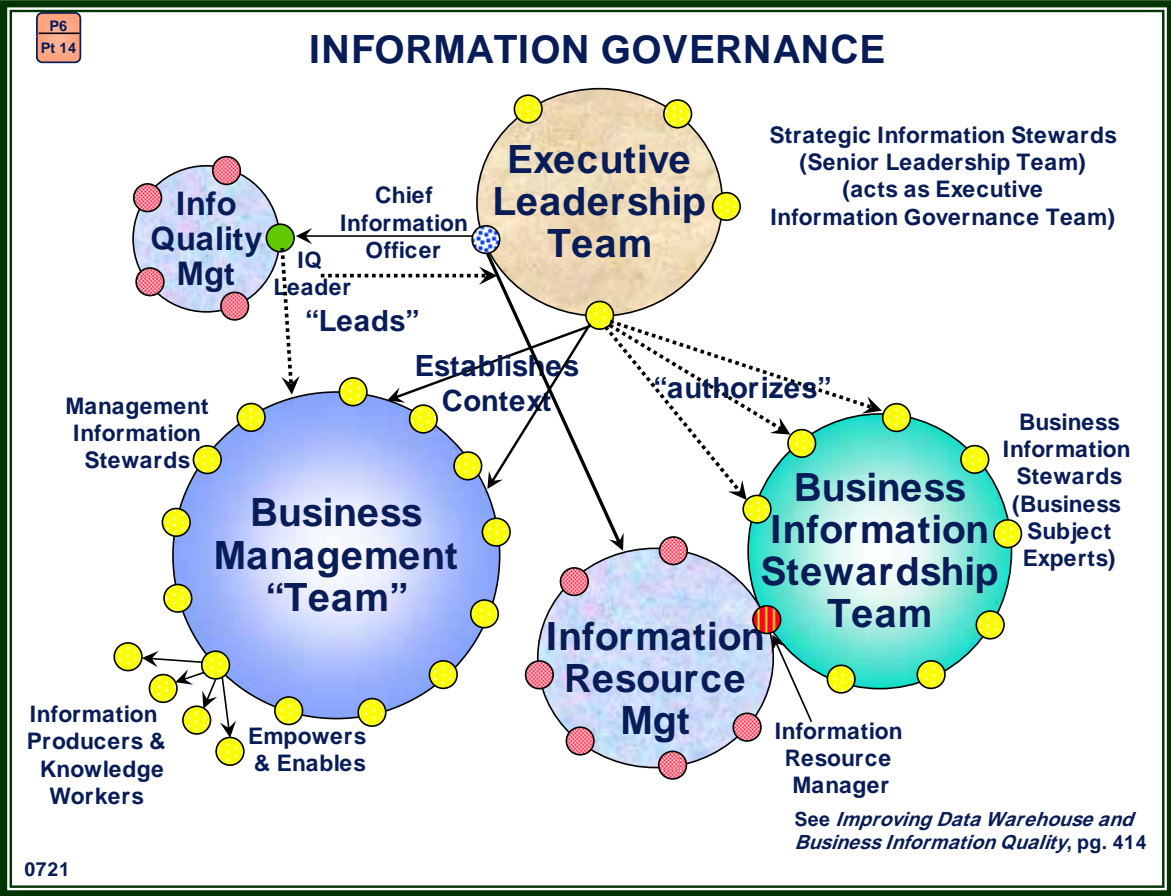 P6
Pt 14
INFORMATION GOVERNANCE
Executive
Leadership
Team
Strategic Information Stewards
(Senior Leadership Team)
(acts as Executive
Information Governance Team)
Info
Quality
Mgt
Chief
Information
Officer
IQ
Leader
“Leads”
Establishes
Context
“authorizes”
Management
Information
Stewards
Business
Management
“Team”
Business
Information
Stewardship
Team
Business
Information
Stewards
(Business
Subject
Experts)
Information
Resource
Mgt
Information
Producers &
Knowledge
Workers
Empowers
& Enables
Information
Resource
Manager
See Improving Data Warehouse and
Business Information Quality, pg. 414
0721